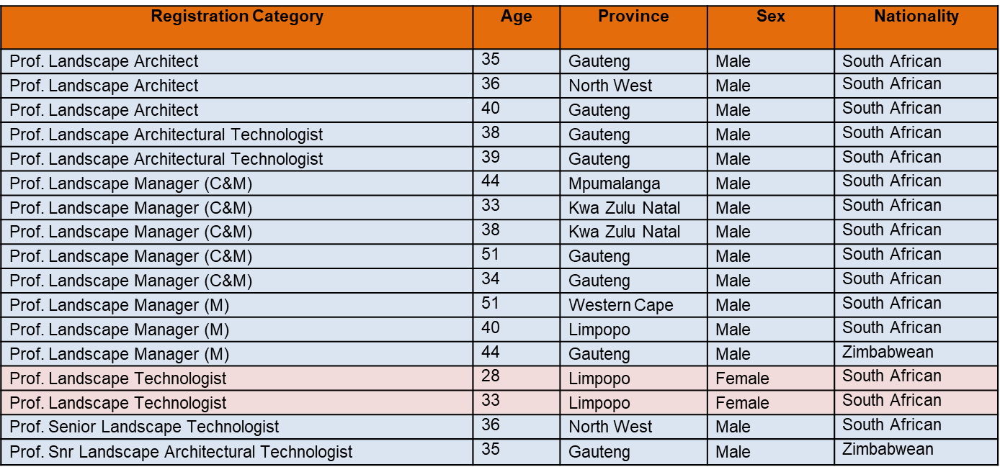 Registration Category Age Province Sex Nationality
Prof. Landscape Architect 35 Gauteng Male South African
Prof. Landscape Architect 36 North West Male South African
Prof. Landscape Architect 40 Gauteng Male South African
Prof. Landscape Architectural Technologist 38 Gauteng Male South African
Prof. Landscape Architectural Technologist 39 Gauteng Male South African
Prof. Landscape Manager (C&M) 44 Mpumalanga Male South African
Prof. Landscape Manager (C&M) 33 Kwa Zulu Natal Male South African
Prof. Landscape Manager (C&M) 38 Kwa Zulu Natal Male South African
Prof. Landscape Manager (C&M) 51 Gauteng Male South African
Prof. Landscape Manager (C&M) 34 Gauteng Male South African
Prof. Landscape Manager (M) 51 Western Cape Male South African
Prof. Landscape Manager (M) 40 Limpopo Male South African
Prof. Landscape Manager (M) 44 Gauteng Male Zimbabwean
Prof. Landscape Technologist 28 Limpopo Female South African
Prof. Landscape Technologist 33 Limpopo Female South African
Prof. Senior Landscape Technologist 36 North West Male South African
Prof. Snr Landscape Architectural Technologist 35 Gauteng Male Zimbabwean